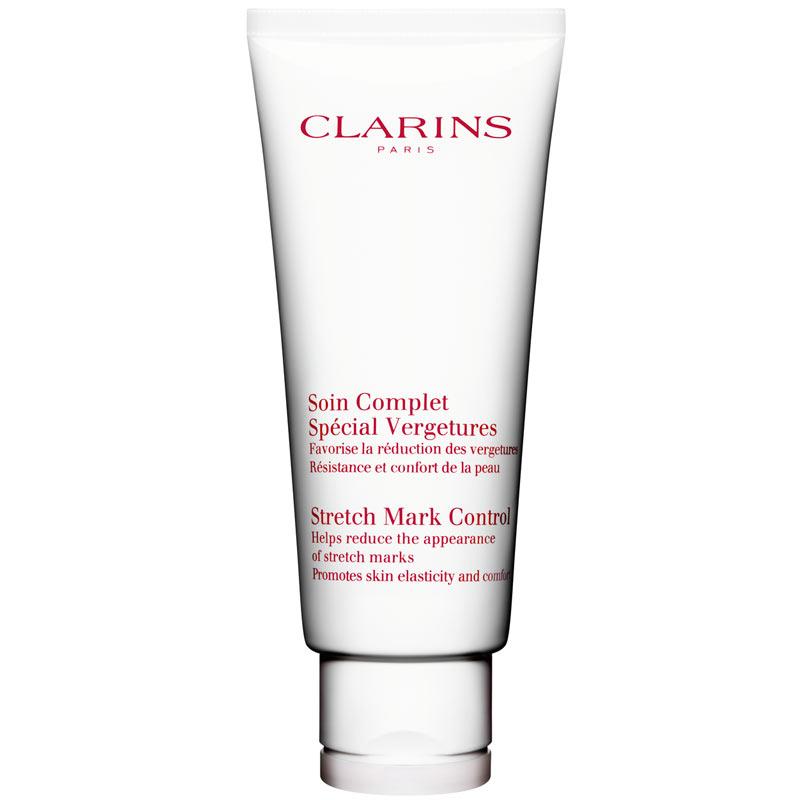 CLARINS
PARIS
Soin Complet
Spécial Vergetures
Favorise la réduction des vergetures
Résistance et confort de la peau
Stretch Mark Control
Helps reduce the appearance
of stretch marks
Promotes skin elasticity and comfort